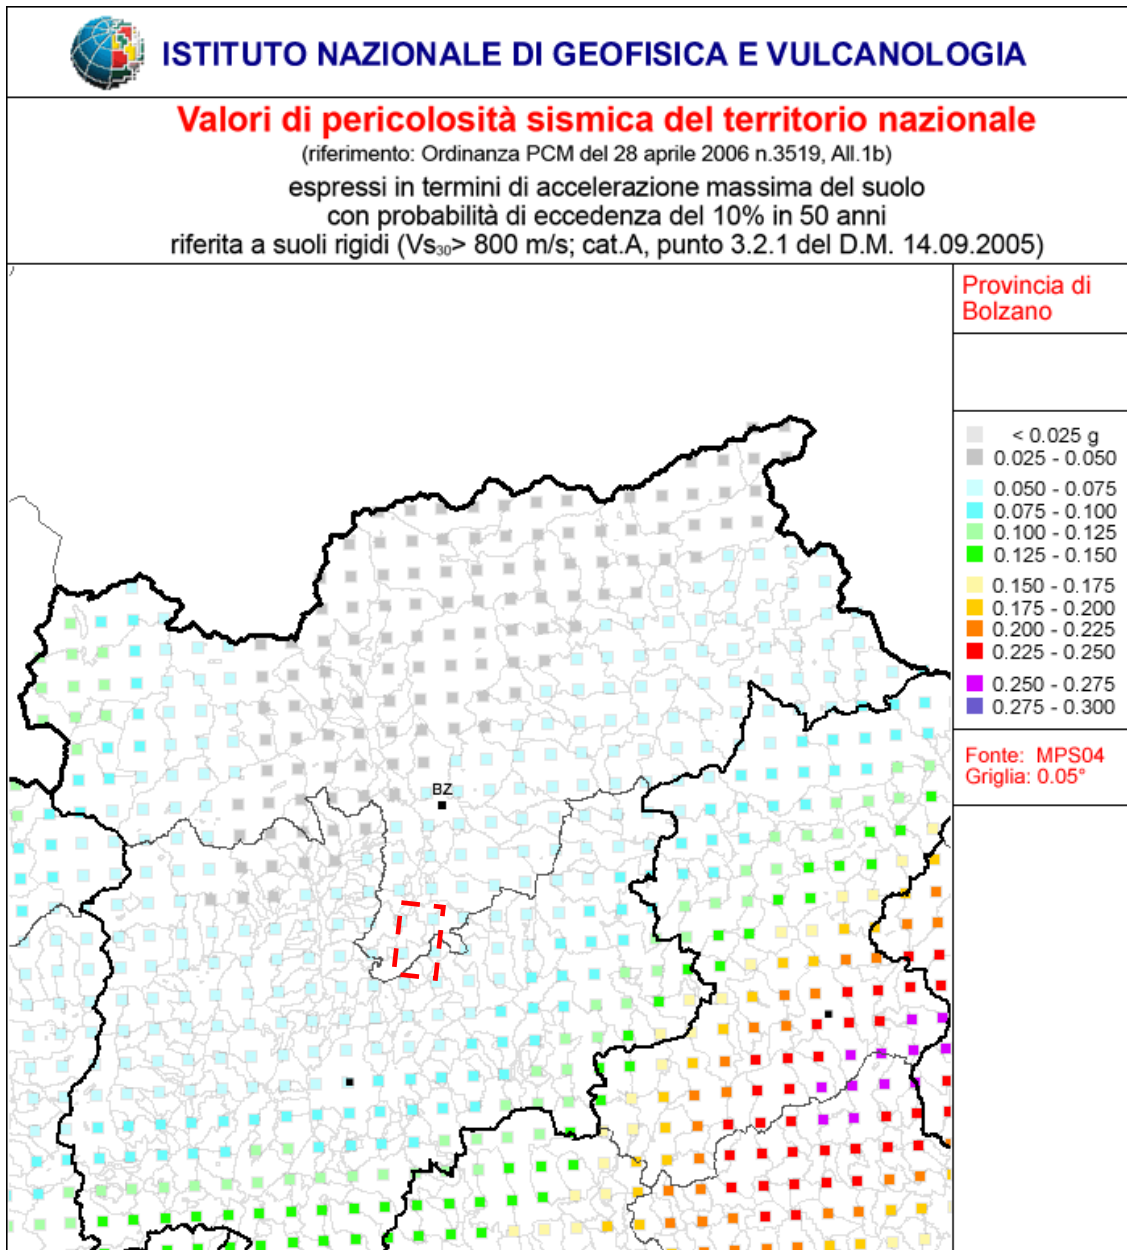 ISTITUTO NAZIONALE DI GEOFISICA E VULCANOLOGIA
Valori di pericolosità sismica del territorio nazionale
(riferimento: Ordinanza PCM del 28 aprile 2006 n.3519, All.1b)
espressi in termini di accelerazione massima del suolo
con probabilità di eccedenza del 10% in 50 anni
riferita a suoli rigidi (Vs₃₀> 800 m/s; cat.A, punto 3.2.1 del D.M. 14.09.2005)
Provincia di
Bolzano
< 0.025 g
0.025 - 0.050
0.050 - 0.075
0.075 - 0.100
0.100 - 0.125
0.125 - 0.150
0.150 - 0.175
0.175 - 0.200
0.200 - 0.225
0.225 - 0.250
0.250 - 0.275
0.275 - 0.300
Fonte: MPS04
Griglia: 0.05°
BZ